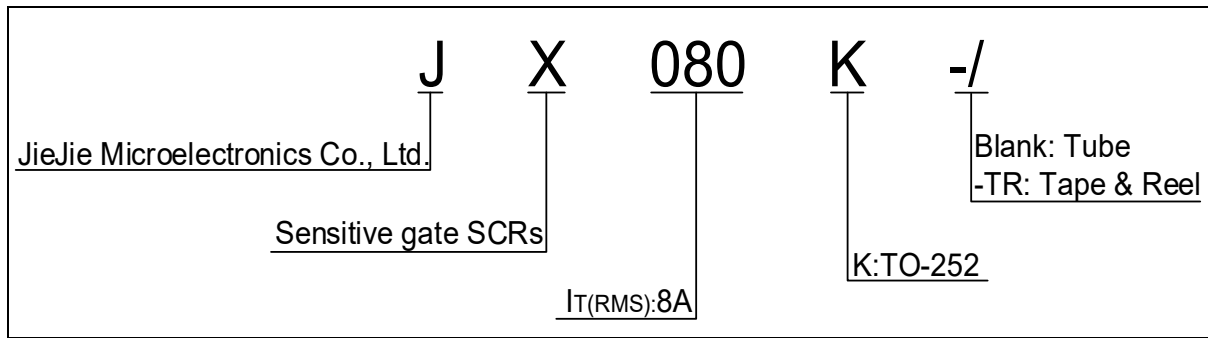 J X 080 K -/
JieJie Microelectronics Co., Ltd.
Blank: Tube
-TR: Tape & Reel
Sensitive gate SCRs
K:TO-252
IT(RMS):8A